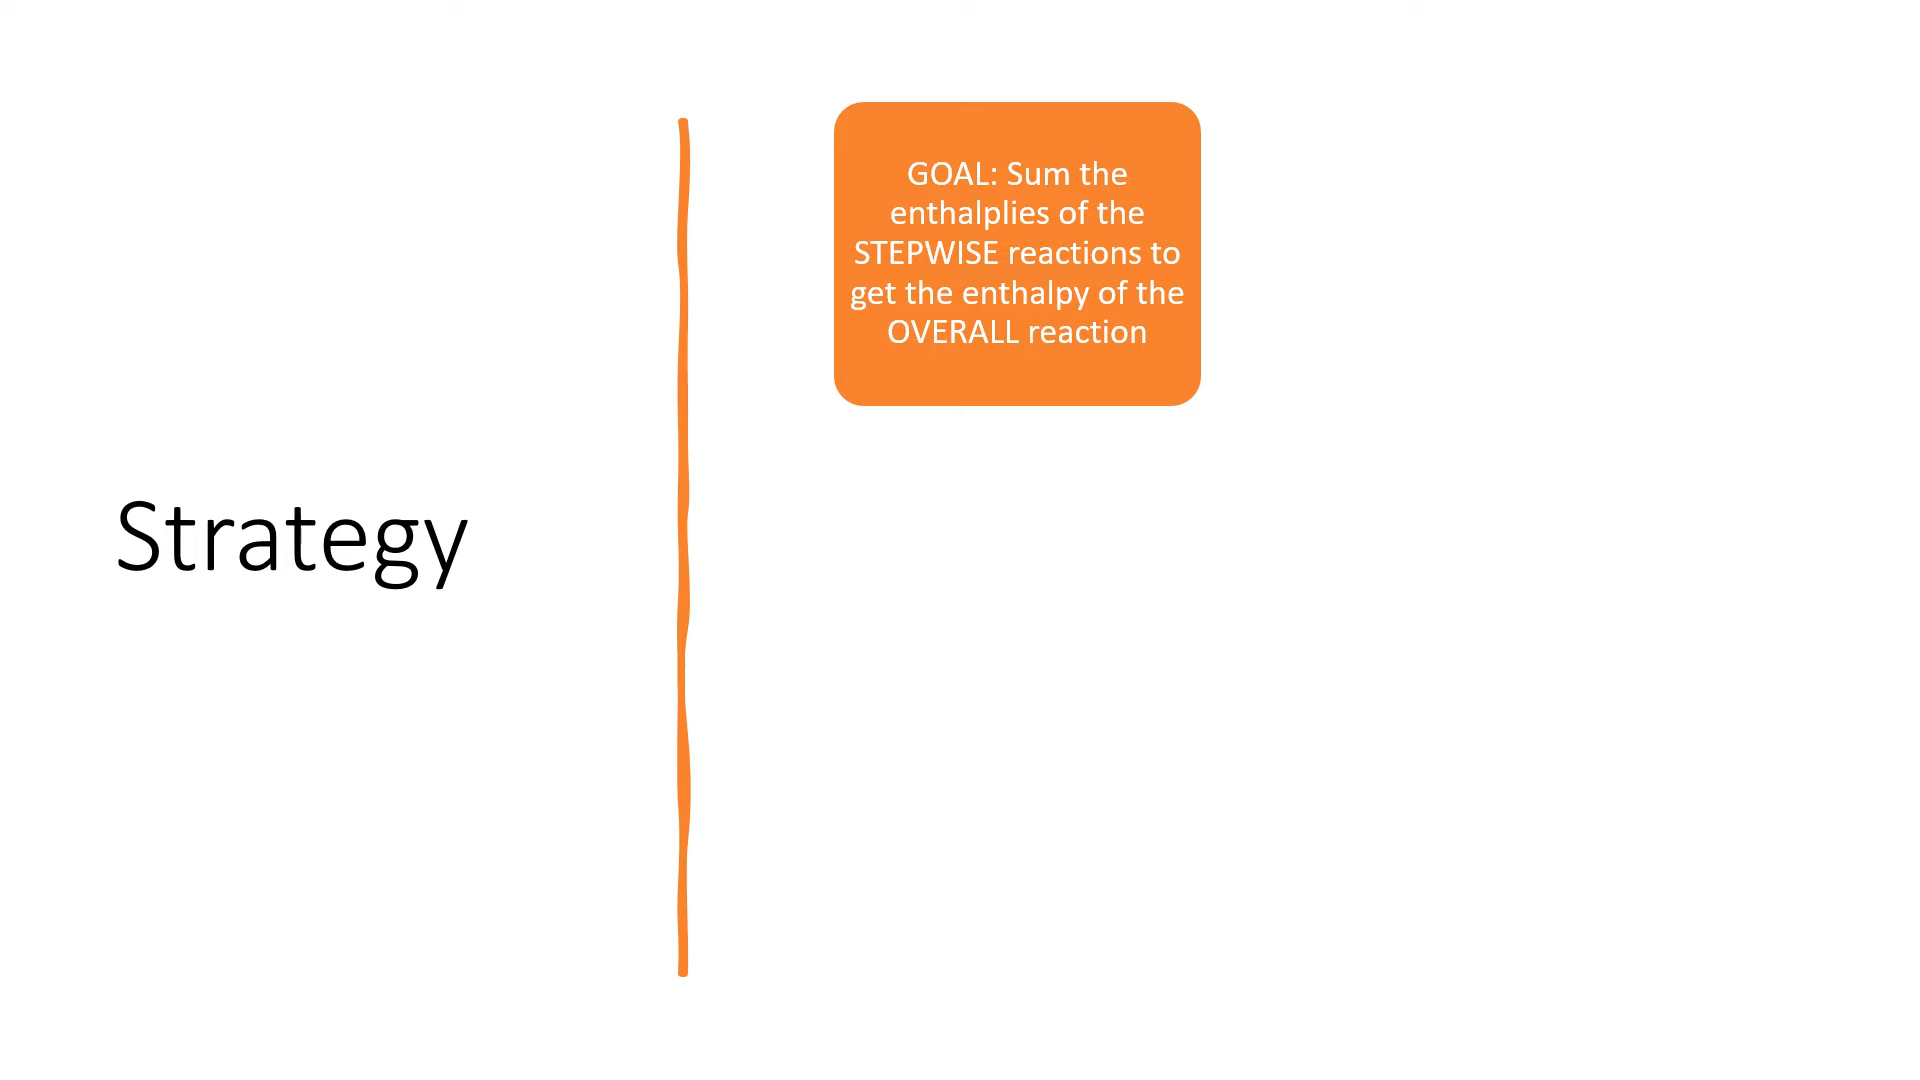 Strategy
GOAL: Sum the
enthalplies of the
STEPWISE reactions to
get the enthalpy of the
OVERALL reaction